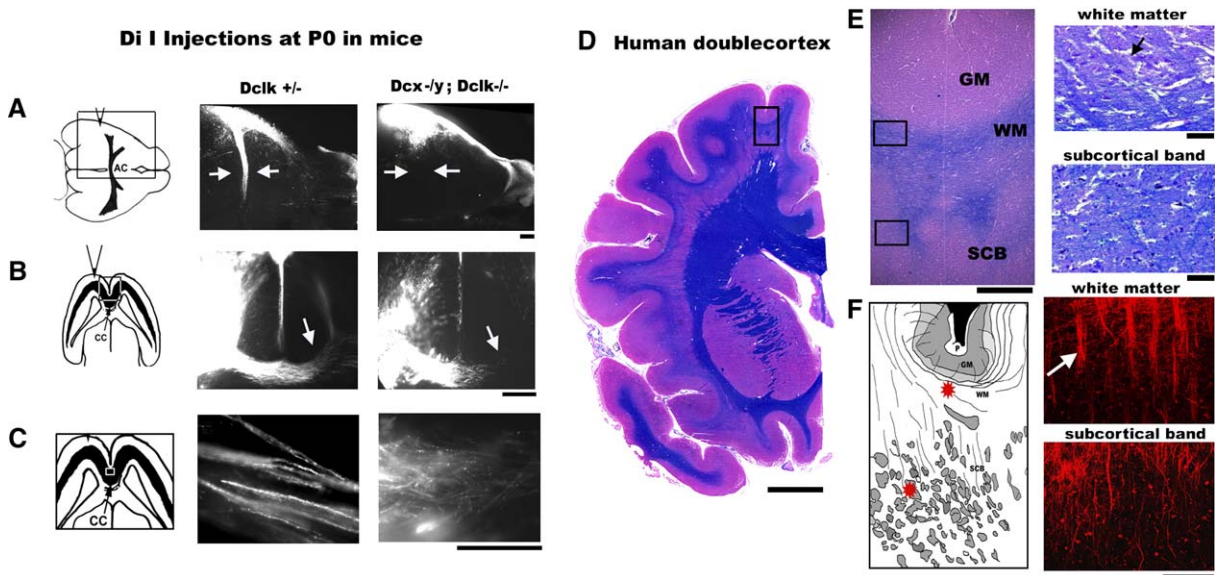 Di I Injections at P0 in mice
Dclk +/-
Dcx -/y ; Dclk-/-
A
AC
B
CC
C
CC
D Human doublecortex
E
GM
WM
SCB
white matter
subcortical band
F
P
GM
WM
SCB
white matter
subcortical band